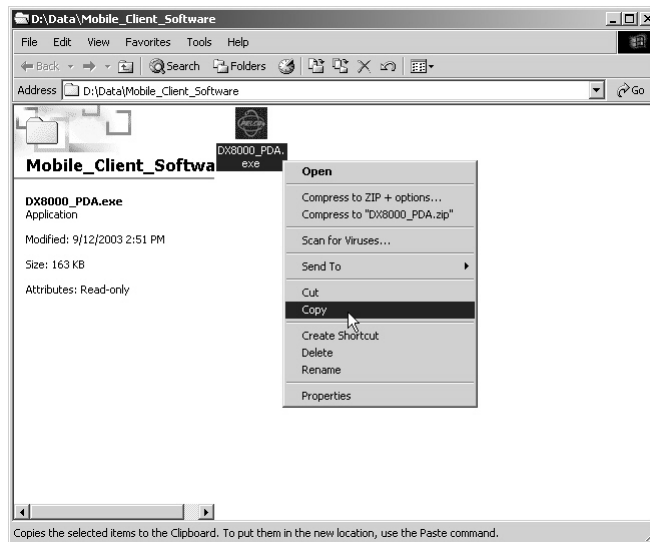 D:\Data\Mobile_Client_Software
File Edit View Favorites Tools Help
Back Search Folders
Address D:\Data\Mobile_Client_Software Go
PELCO
DX8000_PDA.
exe
Mobile_Client_Softwa
DX8000_PDA.exe
Application
Modified: 9/12/2003 2:51 PM
Size: 163 KB
Attributes: Read-only
Open
Compress to ZIP + options...
Compress to "DX8000_PDA.zip"
Scan for Viruses...
Send To
Cut
Copy
Create Shortcut
Delete
Rename
Properties
Copies the selected items to the Clipboard. To put them in the new location, use the Paste command.